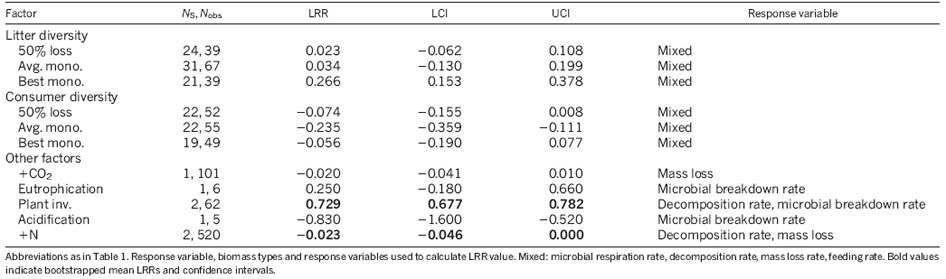 Factor N_S, N_obs LRR LCI UCI Response variable
Litter diversity
50% loss 24, 39 0.023 −0.062 0.108 Mixed
Avg. mono. 31, 67 0.034 −0.130 0.199 Mixed
Best mono. 21, 39 0.266 0.153 0.378 Mixed
Consumer diversity
50% loss 22, 52 −0.074 −0.155 0.008 Mixed
Avg. mono. 22, 55 −0.235 −0.359 −0.111 Mixed
Best mono. 19, 49 −0.056 −0.190 0.077 Mixed
Other factors
+CO₂ 1, 101 −0.020 −0.041 0.010 Mass loss
Eutrophication 1, 6 0.250 −0.180 0.660 Microbial breakdown rate
Plant inv. 2, 62 0.729 0.677 0.782 Decomposition rate, microbial breakdown rate
Acidification 1, 5 −0.830 −1.600 −0.520 Microbial breakdown rate
+N 2, 520 −0.023 −0.046 0.000 Decomposition rate, mass loss
Abbreviations as in Table 1. Response variable, biomass types and response variables used to calculate LRR value. Mixed: microbial respiration rate, decomposition rate, mass loss rate, feeding rate. Bold values
indicate bootstrapped mean LRRs and confidence intervals.